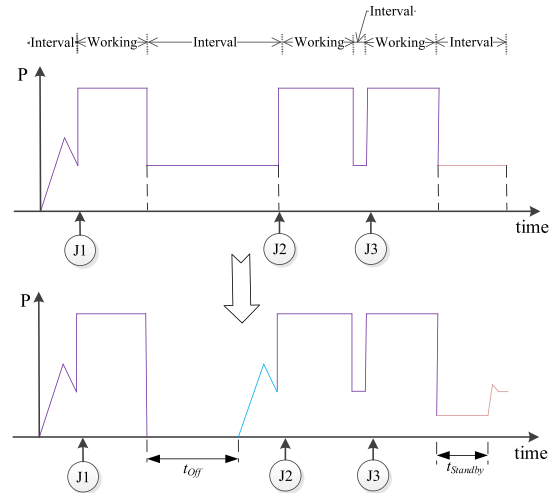 Interval
Interval Working Interval Working Working Interval
P
time
J1 J2 J3
P
time
tOff tStandby
J1 J2 J3